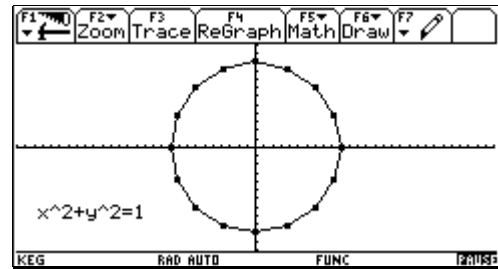 F1 F2 Zoom F3 Trace F4 ReGraph F5 Math F6 Draw F7
x^2+y^2=1
KEG RAD AUTO FUNC PAUSE